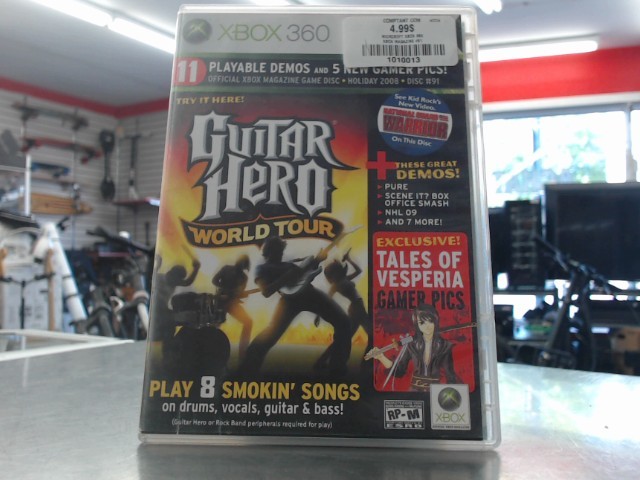 XBOX 360
COMPTANT.COM
4.99$
1010013
11 PLAYABLE DEMOS AND 5 NEW GAMER PICS!
OFFICIAL XBOX MAGAZINE GAME DISC • HOLIDAY 2008 • DISC #91
TRY IT HERE!
GUITAR
HERO
WORLD TOUR
See Kid Rock's
New Video,
WARRIOR
On This Disc
+ THESE GREAT
DEMOS!
PURE
SCENE IT? BOX
OFFICE SMASH
NHL 09
AND 7 MORE!
EXCLUSIVE!
TALES OF
VESPERIA
GAMER PICS
PLAY 8 SMOKIN' SONGS
on drums, vocals, guitar & bass!
(Guitar Hero or Rock Band peripherals required for play)
RP-M
ESRB
XBOX